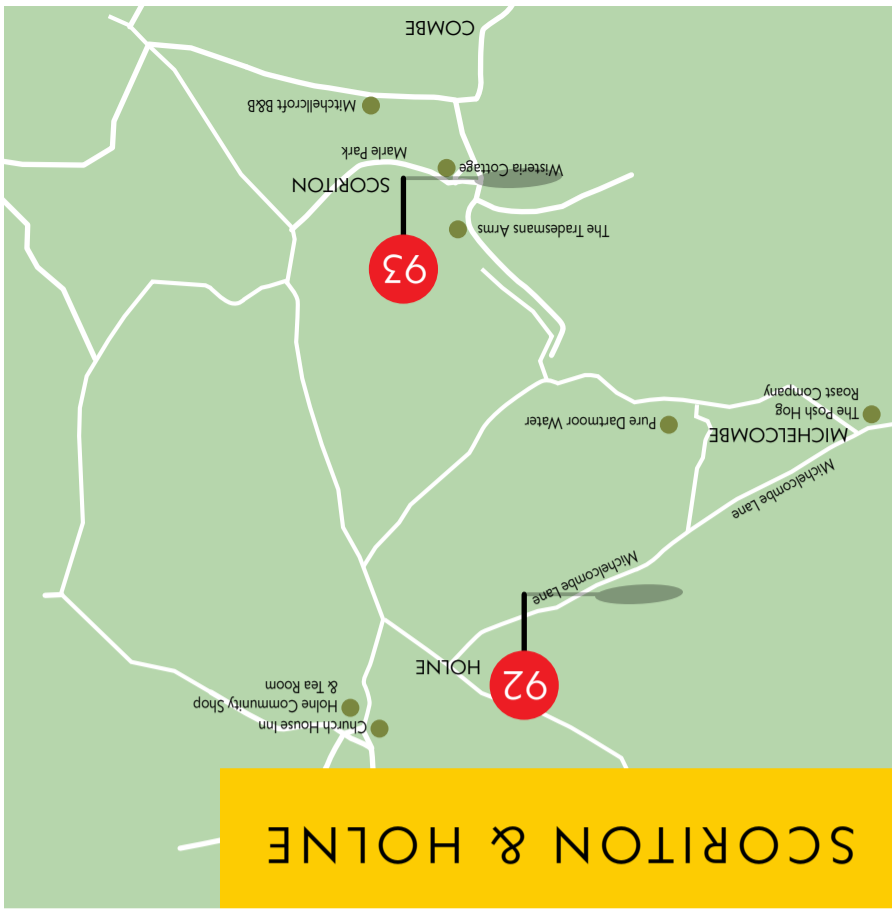 SCORITON & HOLNE
Church House Inn
Holne Community Shop
& Tea Room
92
HOLNE
Michelcombe Lane
Michelcombe Lane
MICHELCOMBE
The Posh Hog
Roast Company
Pure Dartmoor Water
93
The Tradesmans Arms
SCORITON
Wisteria Cottage
Marle Park
Mitchellcroft B&B
COMBE